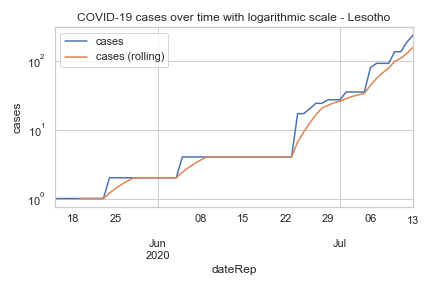 COVID-19 cases over time with logarithmic scale - Lesotho
cases
cases (rolling)
10²
10¹
10⁰
cases
18 25 08 15 22 29 06 13
Jun Jul
2020
dateRep